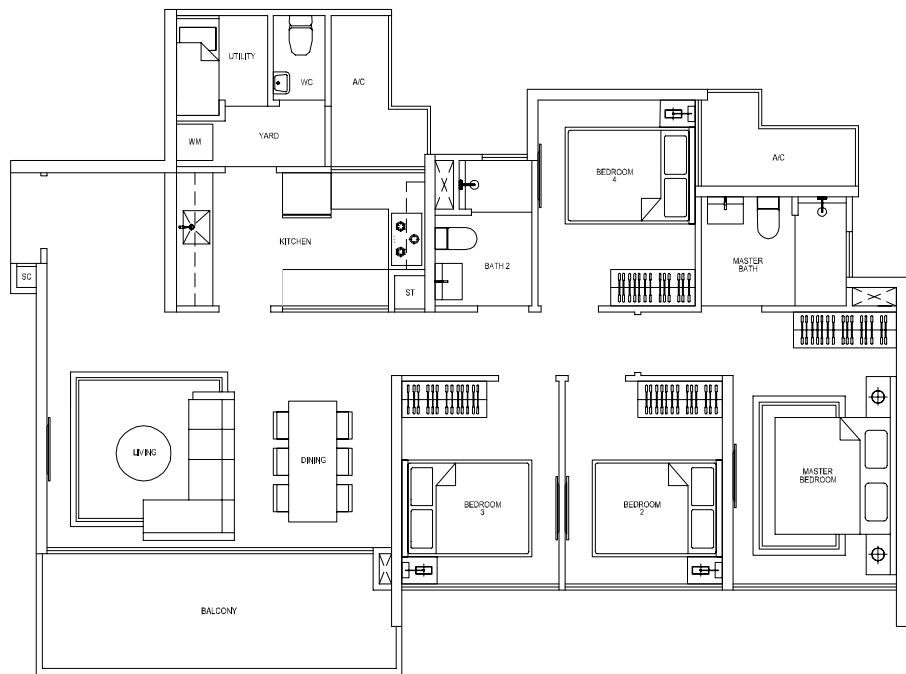 UTILITY
WC
A/C
WM
YARD
BEDROOM
4
A/C
KITCHEN
BATH 2
MASTER
BATH
SC
ST
LIVING
DINING
BEDROOM
3
BEDROOM
2
MASTER
BEDROOM
BALCONY